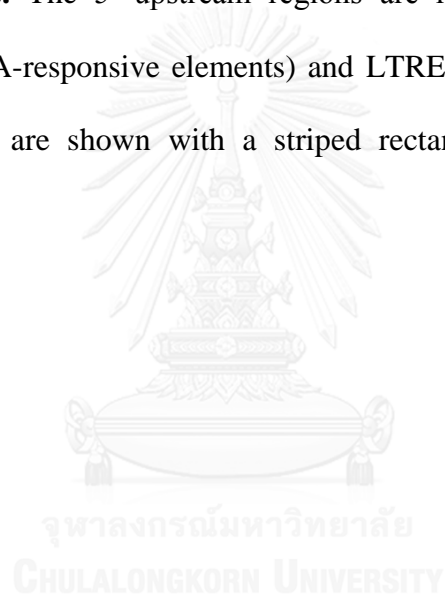 The 5' upstream regions are
A-responsive elements) and LTRE
are shown with a striped rectan
จุฬาลงกรณ์มหาวิทยาลัย
CHULALONGKORN UNIVERSITY